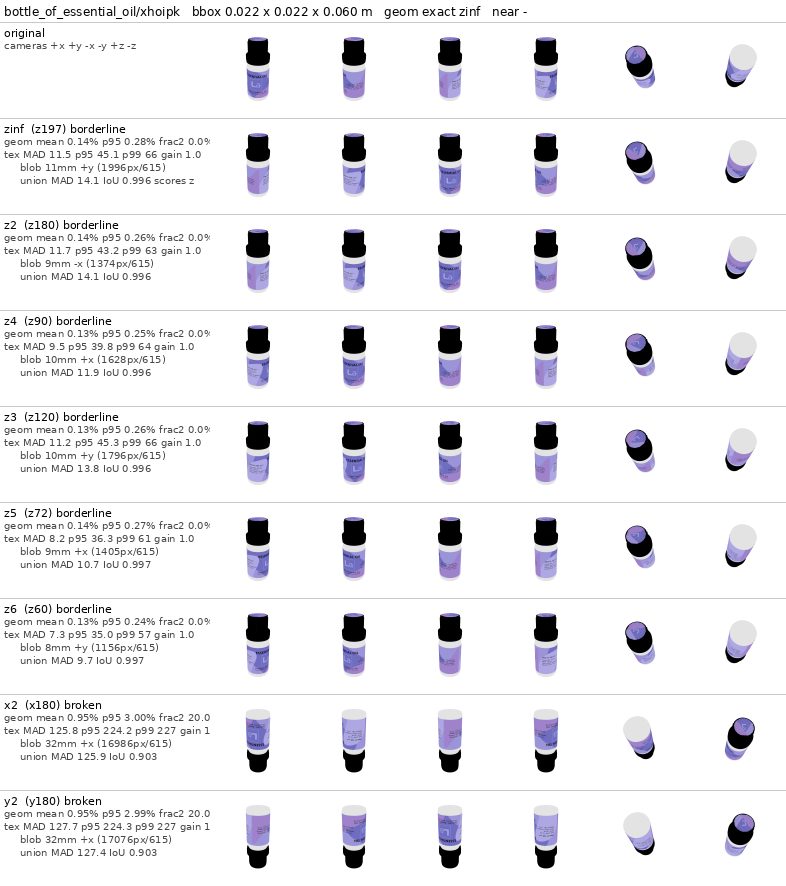 bottle_of_essential_oil/xhoipk bbox 0.022 x 0.022 x 0.060 m geom exact zinf near -
original
cameras +x +y -x -y +z -z
zinf (z197) borderline
geom mean 0.14% p95 0.28% frac2 0.0%
tex MAD 11.5 p95 45.1 p99 66 gain 1.0
blob 11mm +y (1996px/615)
union MAD 14.1 IoU 0.996 scores z
z2 (z180) borderline
geom mean 0.14% p95 0.26% frac2 0.0%
tex MAD 11.7 p95 43.2 p99 63 gain 1.0
blob 9mm -x (1374px/615)
union MAD 14.1 IoU 0.996
z4 (z90) borderline
geom mean 0.13% p95 0.25% frac2 0.0%
tex MAD 9.5 p95 39.8 p99 64 gain 1.0
blob 10mm +x (1628px/615)
union MAD 11.9 IoU 0.996
z3 (z120) borderline
geom mean 0.13% p95 0.26% frac2 0.0%
tex MAD 11.2 p95 45.3 p99 66 gain 1.0
blob 10mm +y (1796px/615)
union MAD 13.8 IoU 0.996
z5 (z72) borderline
geom mean 0.14% p95 0.27% frac2 0.0%
tex MAD 8.2 p95 36.3 p99 61 gain 1.0
blob 9mm +x (1405px/615)
union MAD 10.7 IoU 0.997
z6 (z60) borderline
geom mean 0.13% p95 0.24% frac2 0.0%
tex MAD 7.3 p95 35.0 p99 57 gain 1.0
blob 8mm +y (1156px/615)
union MAD 9.7 IoU 0.997
x2 (x180) broken
geom mean 0.95% p95 3.00% frac2 20.0
tex MAD 125.8 p95 224.2 p99 227 gain 1
blob 32mm +x (16986px/615)
union MAD 125.9 IoU 0.903
y2 (y180) broken
geom mean 0.95% p95 2.99% frac2 20.0
tex MAD 127.7 p95 224.3 p99 227 gain 1
blob 32mm +x (17076px/615)
union MAD 127.4 IoU 0.903